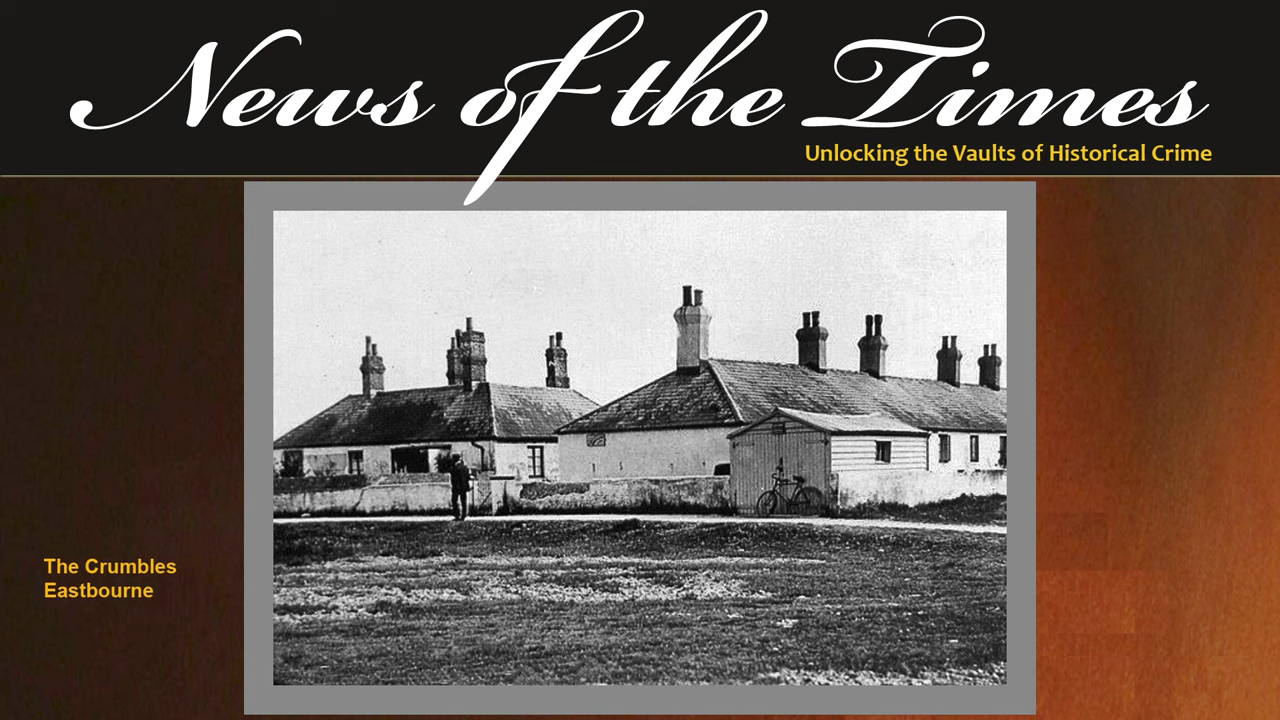 News of the Times
Unlocking the Vaults of Historical Crime
The Crumbles
Eastbourne